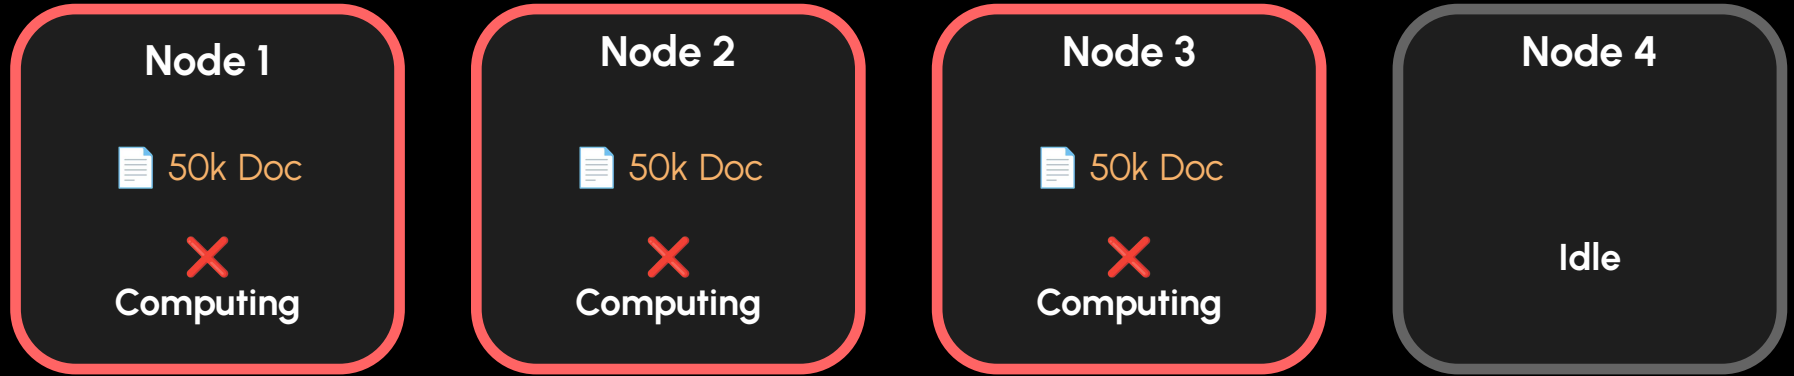 Node 1
50k Doc
Computing
Node 2
50k Doc
Computing
Node 3
50k Doc
Computing
Node 4
Idle